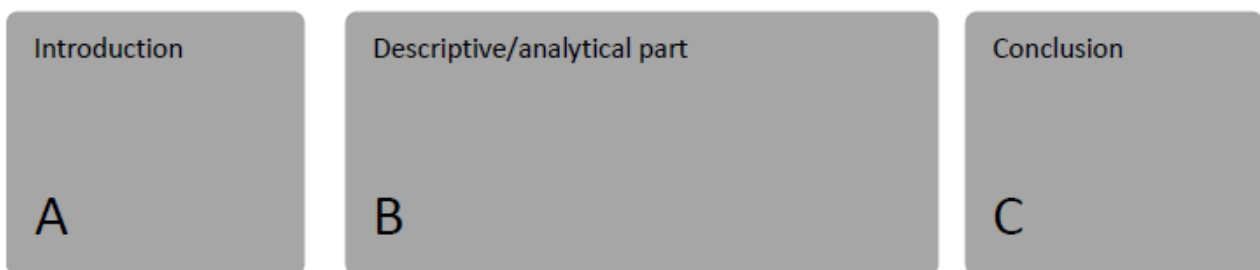 Introduction
Descriptive/analytical part
Conclusion
A
B
C